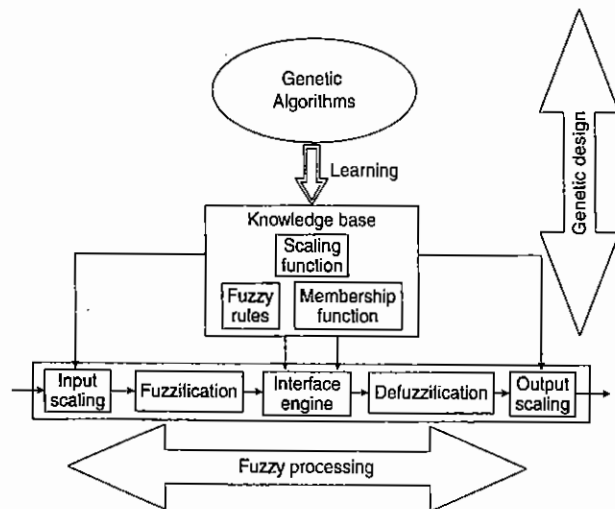 Genetic
Algorithms
Learning
Genetic design
Knowledge base
Scaling
function
Fuzzy
rules
Membership
function
Input
scaling
Fuzzification
Interface
engine
Defuzzification
Output
scaling
Fuzzy processing